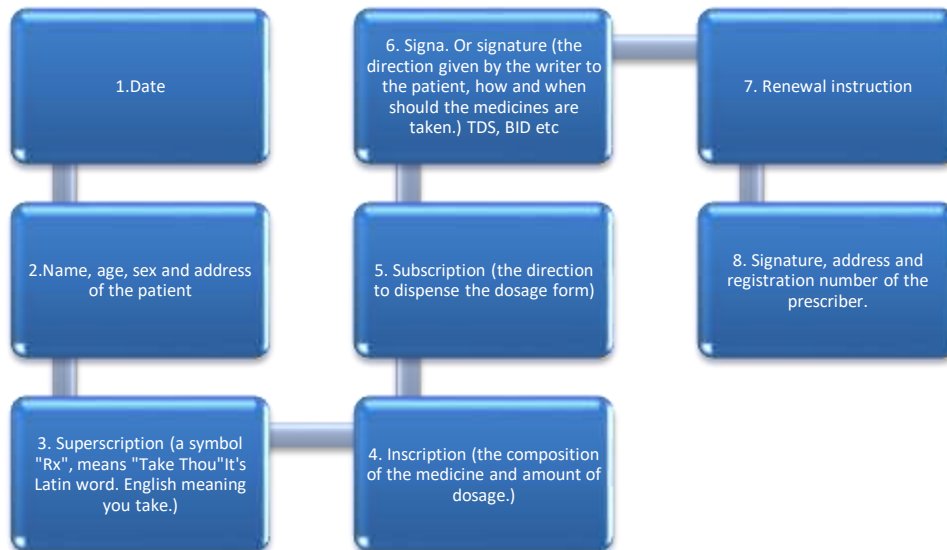 1.Date
2.Name, age, sex and address
of the patient
3. Superscription (a symbol
"Rx", means "Take Thou"It's
Latin word. English meaning
you take.)
4. Inscription (the composition
of the medicine and amount of
dosage.)
5. Subscription (the direction
to dispense the dosage form)
6. Signa. Or signature (the
direction given by the writer to
the patient, how and when
should the medicines are
taken.) TDS, BID etc
7. Renewal instruction
8. Signature, address and
registration number of the
prescriber.